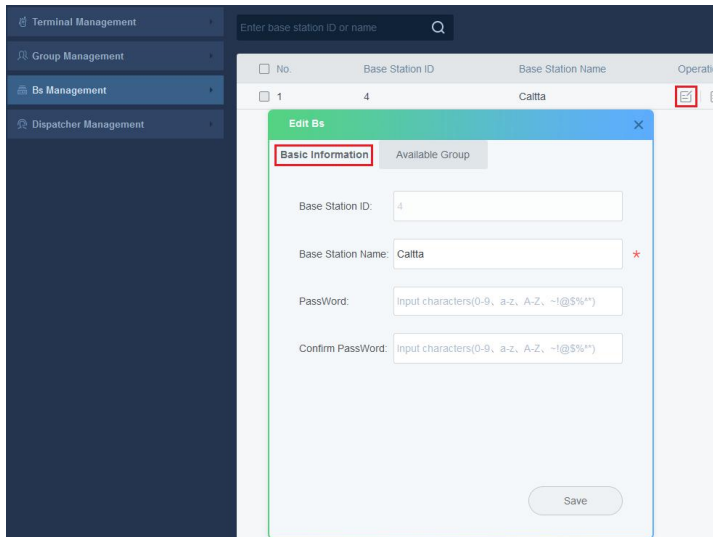 Terminal Management
Enter base station ID or name
Group Management
No. Base Station ID Base Station Name Operati
Bs Management
1 4 Caltta
Dispatcher Management
Edit Bs
Basic Information Available Group
Base Station ID: 4
Base Station Name: Caltta *
PassWord: Input characters(0-9、a-z、A-Z、~!@$%^*)
Confirm PassWord: Input characters(0-9、a-z、A-Z、~!@$%^*)
Save